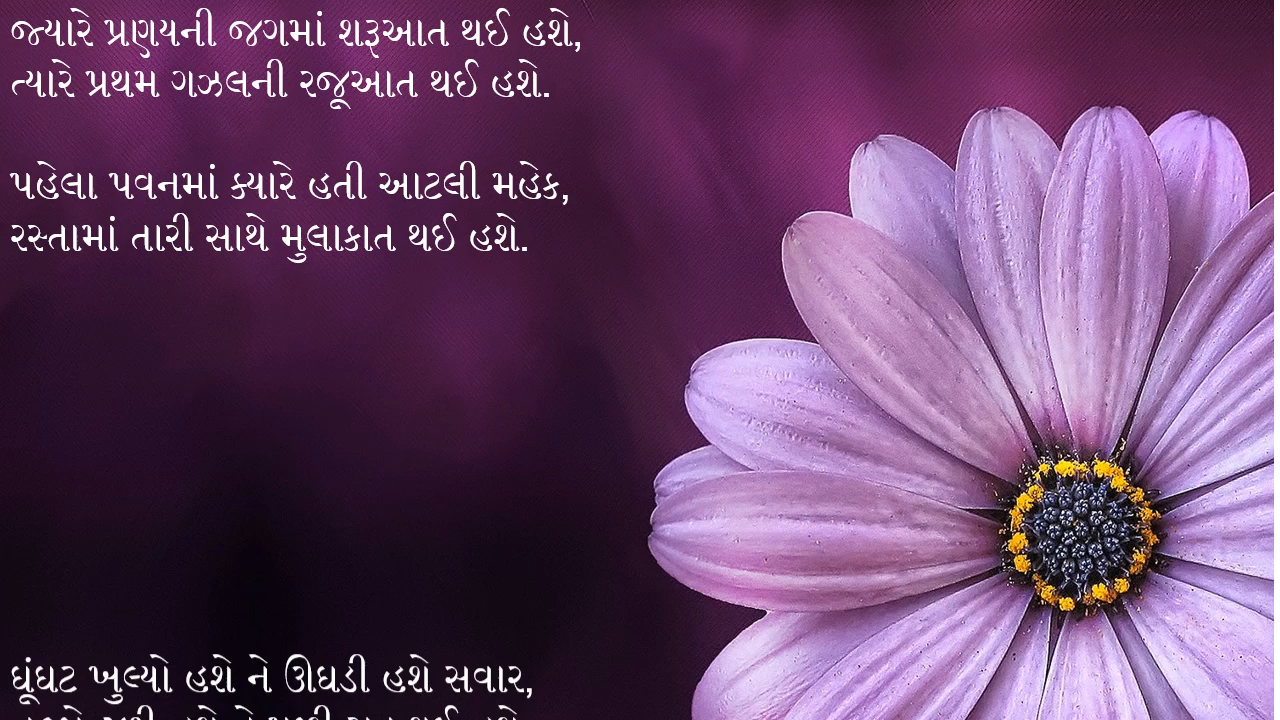 જ્યારે પ્રણયની જગમાં શરૂઆત થઈ હશે,
ત્યારે પ્રથમ ગઝલની રજૂઆત થઈ હશે.
પહેલા પવનમાં ક્યારે હતી આટલી મહેક,
રસ્તામાં તારી સાથે મુલાકાત થઈ હશે.
ઘૂંઘટ ખુલ્યો હશે ને ઊઘડી હશે સવાર,